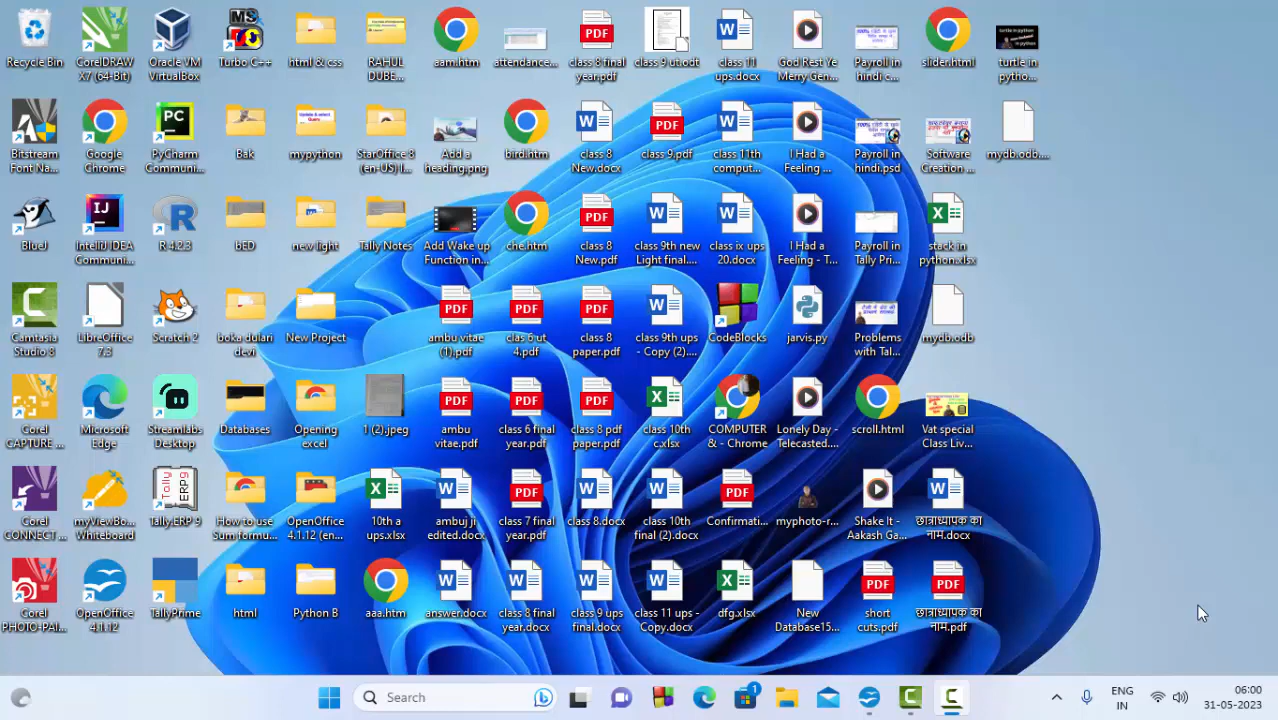 Recycle Bin
CorelDRAW X7 (64-Bit)
Oracle VM VirtualBox
Turbo C++
html & css
RAHUL DUBE...
aam.htm
attendance...
class 8 final year.pdf
class 9 ut.odt
class 11 ups.docx
God Rest Ye Merry Gen...
Payroll in hindi c...
slider.html
turtle in pytho...
Bitstream Font Na...
Google Chrome
PyCharm Communi...
Bak
mypython
StarOffice 8 (en-US) I...
Add a heading.png
bird.htm
class 8 New.docx
class 9.pdf
class 11th comput...
I Had a Feeling ...
Payroll in hindi.psd
Software Creation ...
mydb.odb....
BlueJ
IntelliJ IDEA Communi...
R 4.2.3
bED
new light
Tally Notes
Add Wake up Function in...
che.htm
class 8 New.pdf
class 9th new Light final....
class ix ups 20.docx
I Had a Feeling - T...
Payroll in Tally Pri...
stack in python.xlsx
Camtasia Studio 8
LibreOffice 7.3
Scratch 2
boka dulari devi
New Project
ambu vitae (1).pdf
clas 6 ut 4.pdf
class 8 paper.pdf
class 9th ups - Copy (2)....
CodeBlocks
jarvis.py
Problems with Tal...
mydb.odb
Corel CAPTURE ...
Microsoft Edge
Streamlabs Desktop
Databases
Opening excel
1 (2).jpeg
ambu vitae.pdf
class 6 final year.pdf
class 8 pdf paper.pdf
class 10th c.xlsx
COMPUTER & - Chrome
Lonely Day - Telecasted....
scroll.html
Vat special Class Liv...
Corel CONNECT ...
myViewBo... Whiteboard
Tally.ERP 9
How to use Sum formu...
OpenOffice 4.1.12 (en...
10th a ups.xlsx
ambuj ji edited.docx
class 7 final year.pdf
class 8.docx
class 10th final (2).docx
Confirmati...
myphoto-r...
Shake It - Aakash Ga...
छात्राध्यापक का नाम.docx
Corel PHOTO-PAI...
OpenOffice 4.1.12
TallyPrime
html
Python B
aaa.htm
answer.docx
class 8 final year.docx
class 9 ups final.docx
class 11 ups - Copy.docx
dfg.xlsx
New Database15...
short cuts.pdf
छात्राध्यापक का नाम.pdf
Search
1
ENG
IN
06:00
31-05-2023